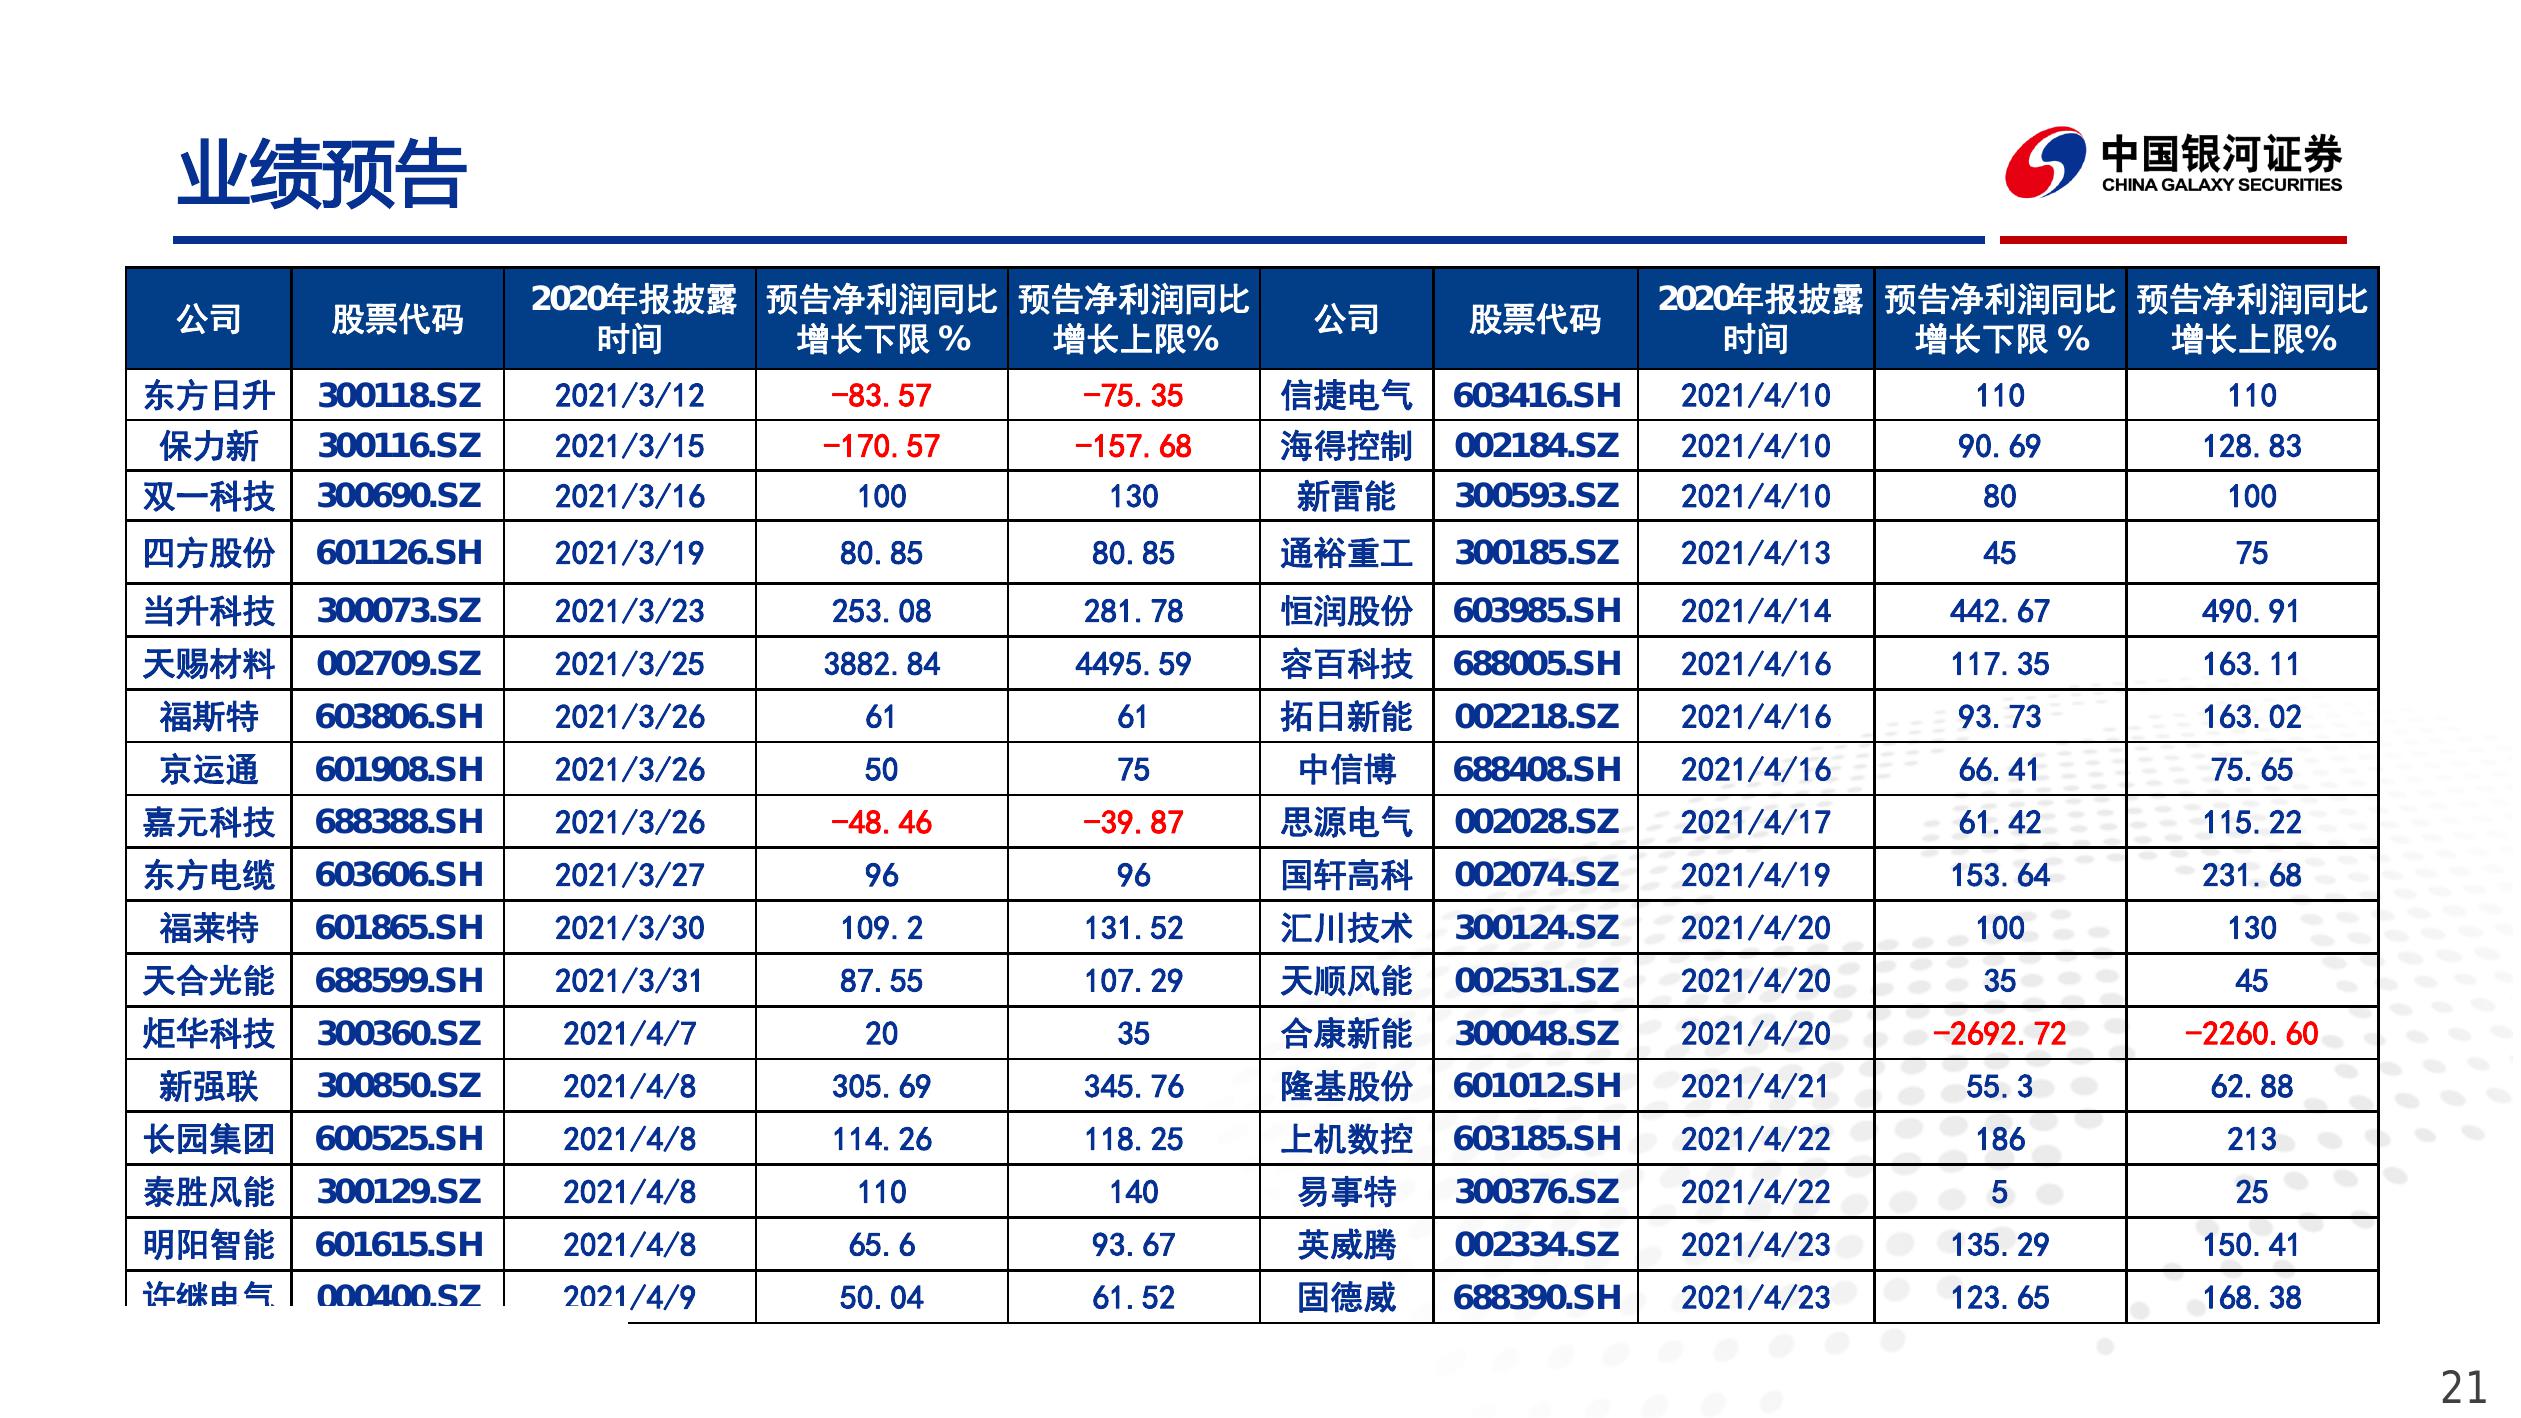 业绩预告
中国银河证券
CHINA GALAXY SECURITIES
公司 股票代码 2020年报披露时间 预告净利润同比增长下限 % 预告净利润同比增长上限% 公司 股票代码 2020年报披露时间 预告净利润同比增长下限 % 预告净利润同比增长上限%
东方日升 300118.SZ 2021/3/12 -83.57 -75.35 信捷电气 603416.SH 2021/4/10 110 110
保力新 300116.SZ 2021/3/15 -170.57 -157.68 海得控制 002184.SZ 2021/4/10 90.69 128.83
双一科技 300690.SZ 2021/3/16 100 130 新雷能 300593.SZ 2021/4/10 80 100
四方股份 601126.SH 2021/3/19 80.85 80.85 通裕重工 300185.SZ 2021/4/13 45 75
当升科技 300073.SZ 2021/3/23 253.08 281.78 恒润股份 603985.SH 2021/4/14 442.67 490.91
天赐材料 002709.SZ 2021/3/25 3882.84 4495.59 容百科技 688005.SH 2021/4/16 117.35 163.11
福斯特 603806.SH 2021/3/26 61 61 拓日新能 002218.SZ 2021/4/16 93.73 163.02
京运通 601908.SH 2021/3/26 50 75 中信博 688408.SH 2021/4/16 66.41 75.65
嘉元科技 688388.SH 2021/3/26 -48.46 -39.87 思源电气 002028.SZ 2021/4/17 61.42 115.22
东方电缆 603606.SH 2021/3/27 96 96 国轩高科 002074.SZ 2021/4/19 153.64 231.68
福莱特 601865.SH 2021/3/30 109.2 131.52 汇川技术 300124.SZ 2021/4/20 100 130
天合光能 688599.SH 2021/3/31 87.55 107.29 天顺风能 002531.SZ 2021/4/20 35 45
炬华科技 300360.SZ 2021/4/7 20 35 合康新能 300048.SZ 2021/4/20 -2692.72 -2260.60
新强联 300850.SZ 2021/4/8 305.69 345.76 隆基股份 601012.SH 2021/4/21 55.3 62.88
长园集团 600525.SH 2021/4/8 114.26 118.25 上机数控 603185.SH 2021/4/22 186 213
泰胜风能 300129.SZ 2021/4/8 110 140 易事特 300376.SZ 2021/4/22 5 25
明阳智能 601615.SH 2021/4/8 65.6 93.67 英威腾 002334.SZ 2021/4/23 135.29 150.41
许继电气 000400.SZ 2021/4/9 50.04 61.52 固德威 688390.SH 2021/4/23 123.65 168.38
21